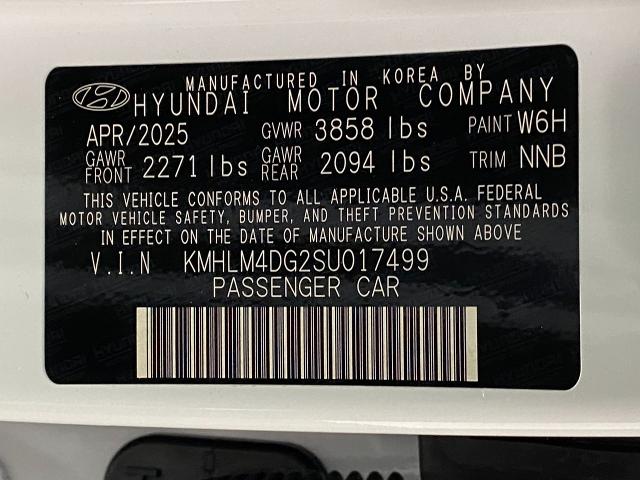 MANUFACTURED IN KOREA BY
HYUNDAI MOTOR COMPANY
APR/2025 GVWR 3858 lbs PAINT W6H
GAWR FRONT 2271 lbs GAWR REAR 2094 lbs TRIM NNB
THIS VEHICLE CONFORMS TO ALL APPLICABLE U.S.A. FEDERAL
MOTOR VEHICLE SAFETY, BUMPER, AND THEFT PREVENTION STANDARDS
IN EFFECT ON THE DATE OF MANUFACTURE SHOWN ABOVE
V.I.N KMHLM4DG2SU017499
PASSENGER CAR